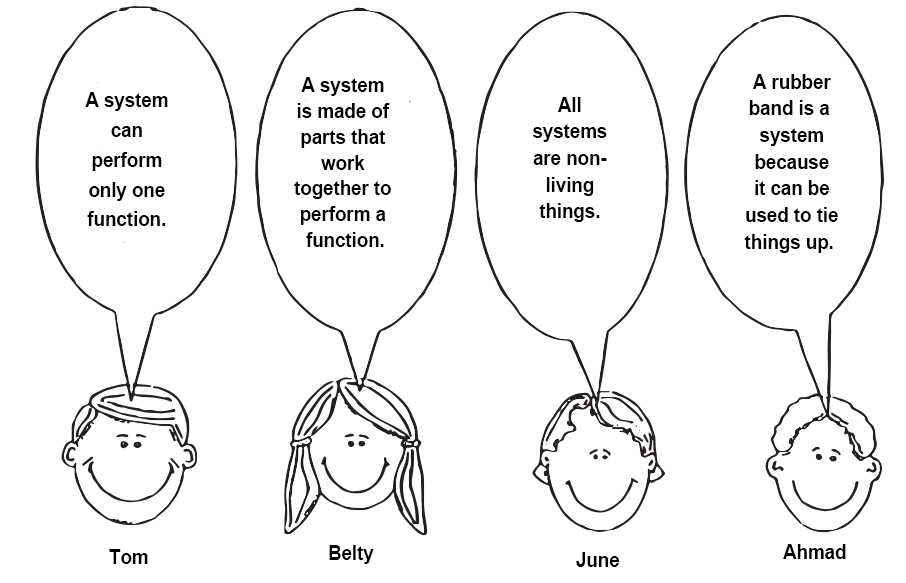 A system
can
perform
only one
function.
A system
is made of
parts that
work
together to
perform a
function.
All
systems
are non-
living
things.
A rubber
band is a
system
because
it can be
used to tie
things up.
Tom
Belty
June
Ahmad